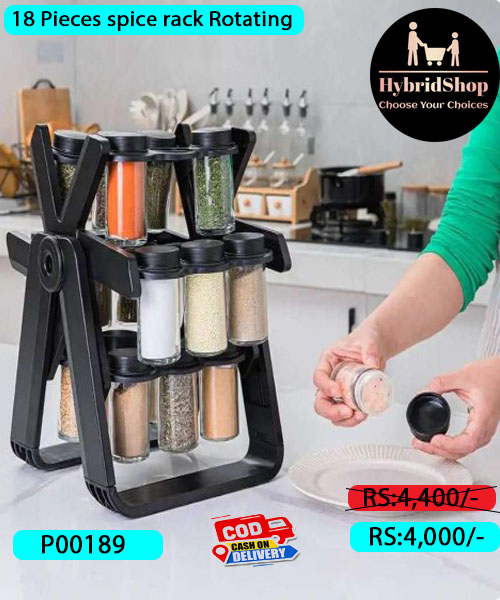 18 Pieces spice rack Rotating
HybridShop
Choose Your Choices
RS:4,400/-
P00189
COD
CASH ON
DELIVERY
RS:4,000/-